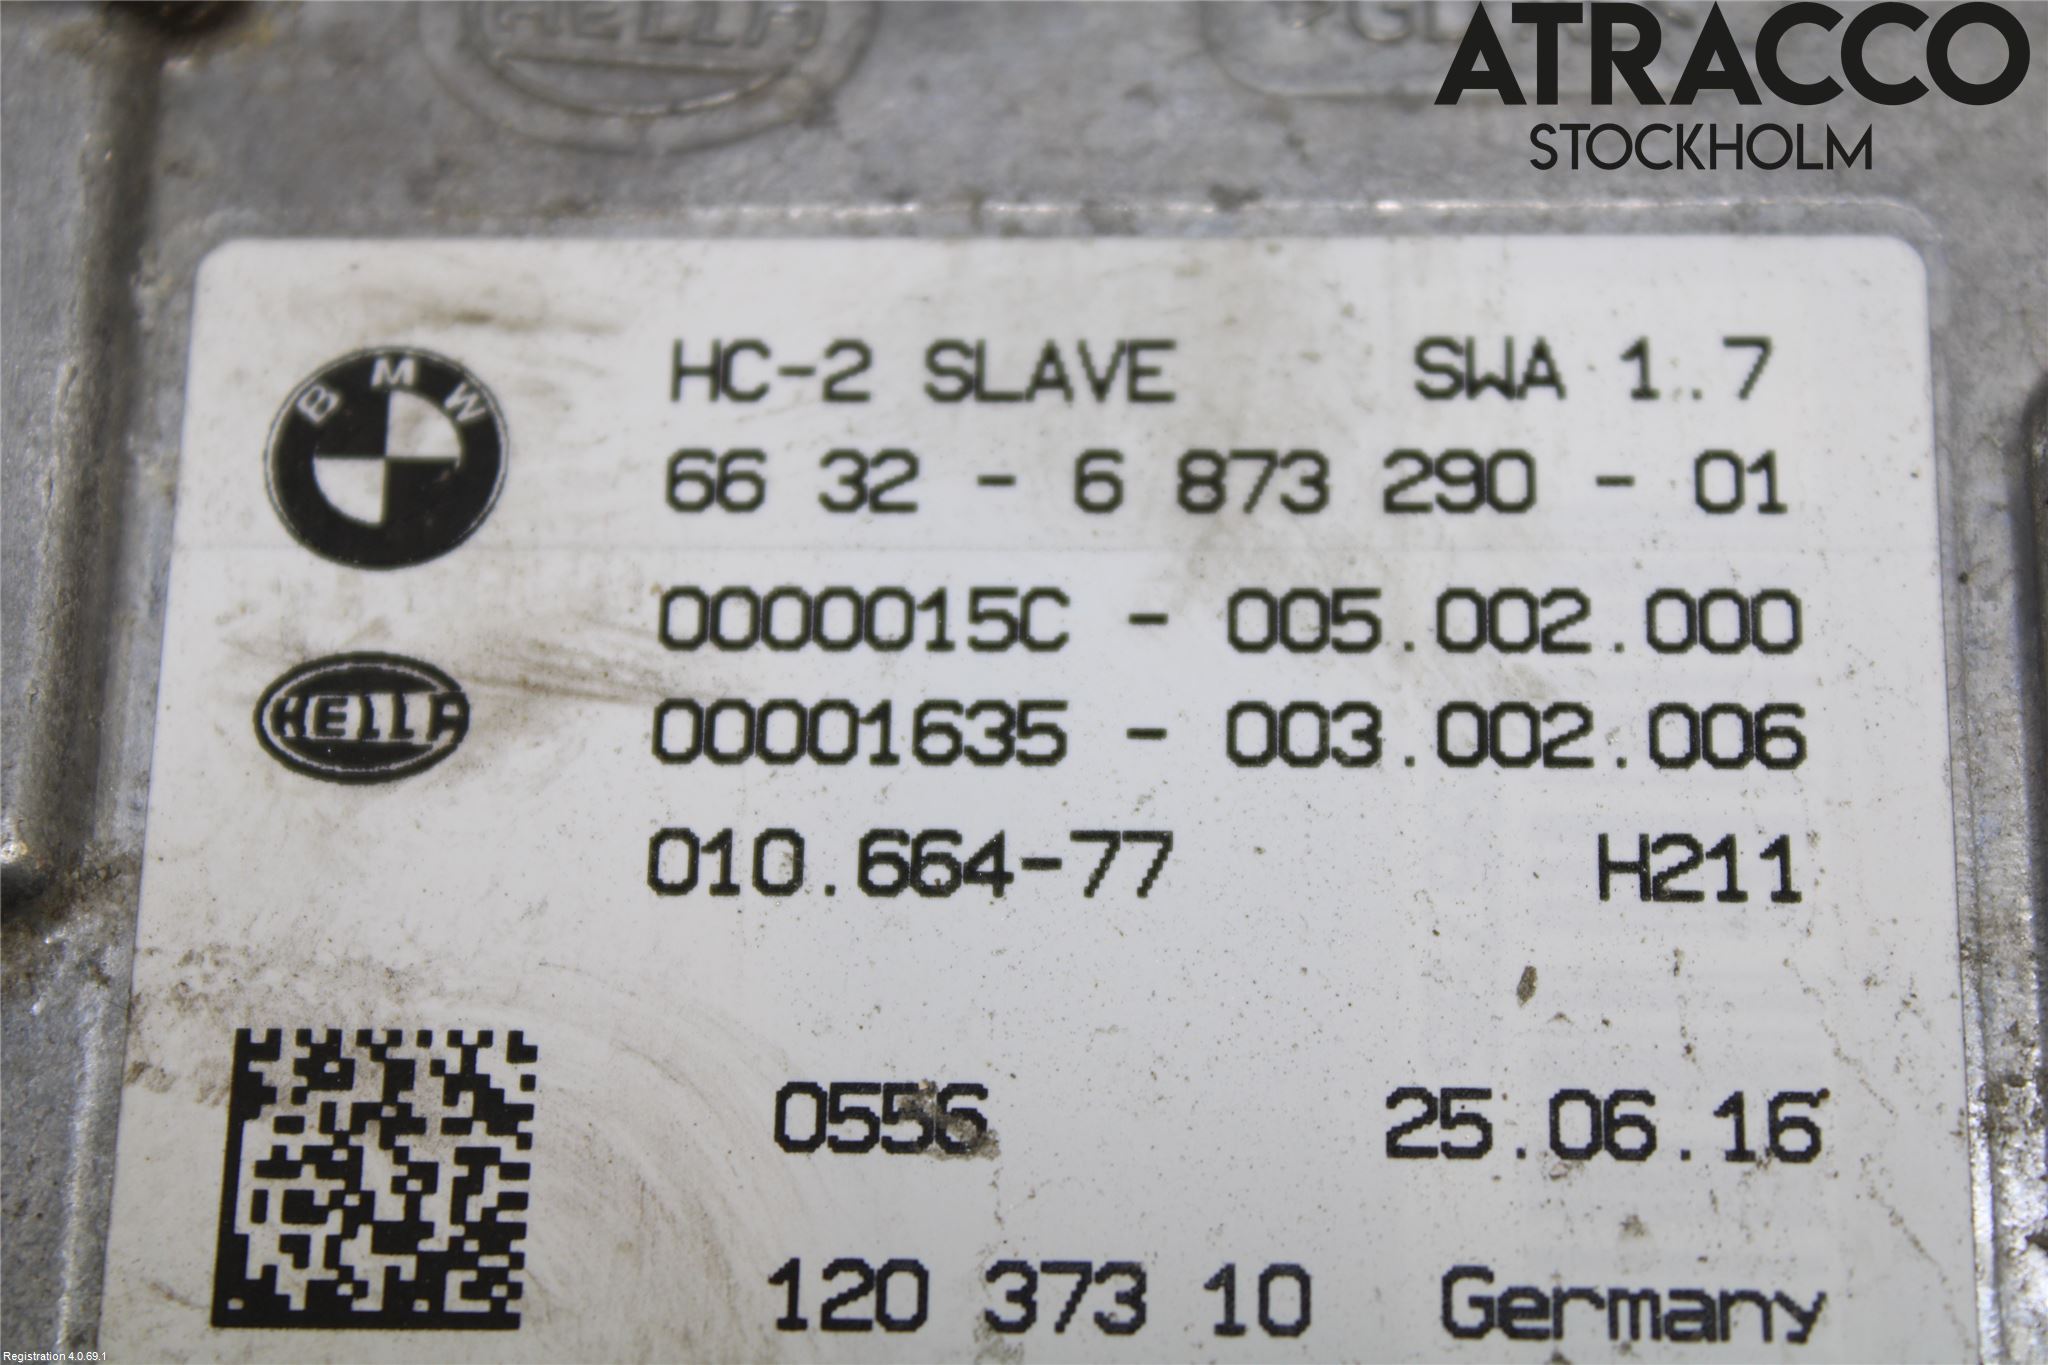 HELLA
ATRACCO
STOCKHOLM
BMW
HC-2 SLAVE SWA 1.7
66 32 - 6 873 290 - 01
0000015C - 005.002.000
HELLA
00001635 - 003.002.006
010.664-77 H211
0556 25.06.16
120 373 10 Germany
Registration 4.0.69.1